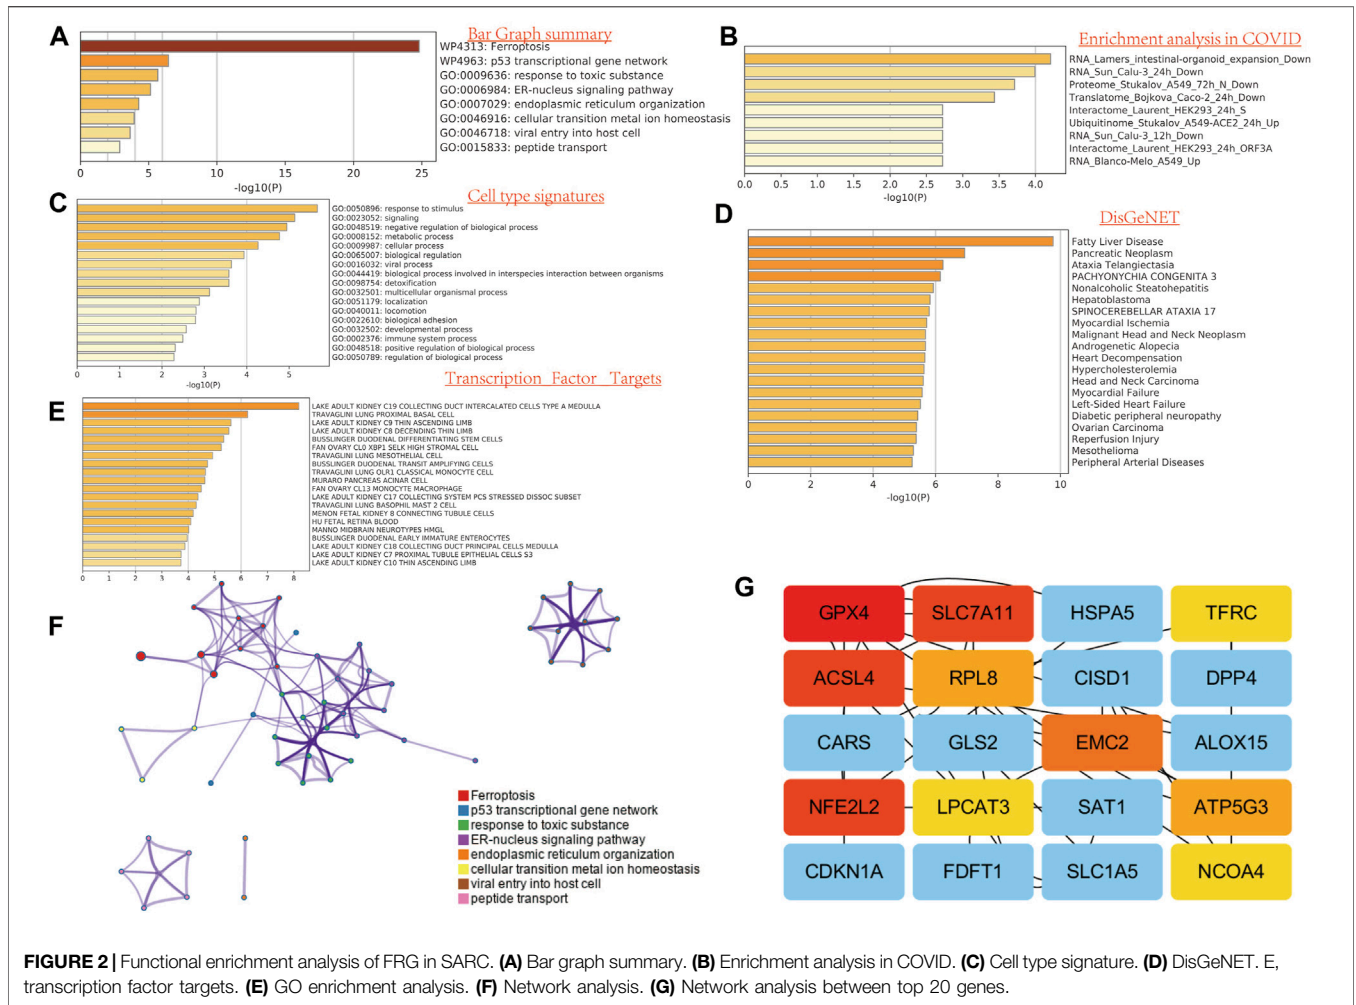 A
Bar Graph summary
WP4313: Ferroptosis
WP4963: p53 transcriptional gene network
GO:0009636: response to toxic substance
GO:0006984: ER-nucleus signaling pathway
GO:0007029: endoplasmic reticulum organization
GO:0046916: cellular transition metal ion homeostasis
GO:0046718: viral entry into host cell
GO:0015833: peptide transport
0 5 10 15 20 25
-log10(P)
B
Enrichment analysis in COVID
RNA_Lamers_intestinal-organoid_expansion_Down
RNA_Sun_Calu-3_24h_Down
Proteome_Stukalov_A549_72h_N_Down
Translatome_Bojkova_Caco-2_24h_Down
Interactome_Laurent_HEK293_24h_S
Ubiquitinome_Stukalov_A549-ACE2_24h_Up
RNA_Sun_Calu-3_12h_Down
Interactome_Laurent_HEK293_24h_ORF3A
RNA_Blanco-Melo_A549_Up
0.0 0.5 1.0 1.5 2.0 2.5 3.0 3.5 4.0
-log10(P)
C
Cell type signatures
GO:0050896: response to stimulus
GO:0023052: signaling
GO:0048519: negative regulation of biological process
GO:0008152: metabolic process
GO:0009987: cellular process
GO:0065007: biological regulation
GO:0016032: viral process
GO:0044419: biological process involved in interspecies interaction between organisms
GO:0098754: detoxification
GO:0032501: multicellular organismal process
GO:0051179: localization
GO:0040011: locomotion
GO:0022610: biological adhesion
GO:0032502: developmental process
GO:0002376: immune system process
GO:0048518: positive regulation of biological process
GO:0050789: regulation of biological process
0 1 2 3 4 5
-log10(P)
D
DisGeNET
Fatty Liver Disease
Pancreatic Neoplasm
Ataxia Telangiectasia
PACHYONYCHIA CONGENITA 3
Nonalcoholic Steatohepatitis
Hepatoblastoma
SPINOCEREBELLAR ATAXIA 17
Myocardial Ischemia
Malignant Head and Neck Neoplasm
Androgenetic Alopecia
Heart Decompensation
Hypercholesterolemia
Head and Neck Carcinoma
Myocardial Failure
Left-Sided Heart Failure
Diabetic peripheral neuropathy
Ovarian Carcinoma
Reperfusion Injury
Mesothelioma
Peripheral Arterial Diseases
0 2 4 6 8 10
-log10(P)
Transcription_Factor_Targets
E
LAKE ADULT KIDNEY C19 COLLECTING DUCT INTERCALATED CELLS TYPE A MEDULLA
TRAVAGLINI LUNG PROXIMAL BASAL CELL
LAKE ADULT KIDNEY C9 THIN ASCENDING LIMB
LAKE ADULT KIDNEY C8 DECENDING THIN LIMB
BUSSLINGER DUODENAL DIFFERENTIATING STEM CELLS
FAN OVARY CL0 XBP1 SELK HIGH STROMAL CELL
TRAVAGLINI LUNG MESOTHELIAL CELL
BUSSLINGER DUODENAL TRANSIT AMPLIFYING CELLS
TRAVAGLINI LUNG OLR1 CLASSICAL MONOCYTE CELL
MURARO PANCREAS ACINAR CELL
FAN OVARY CL13 MONOCYTE MACROPHAGE
LAKE ADULT KIDNEY C17 COLLECTING SYSTEM PCS STRESSED DISSOC SUBSET
TRAVAGLINI LUNG BASOPHIL MAST 2 CELL
MENON FETAL KIDNEY 8 CONNECTING TUBULE CELLS
HU FETAL RETINA BLOOD
MANNO MIDBRAIN NEUROTYPES HMGL
BUSSLINGER DUODENAL EARLY IMMATURE ENTEROCYTES
LAKE ADULT KIDNEY C18 COLLECTING DUCT PRINCIPAL CELLS MEDULLA
LAKE ADULT KIDNEY C7 PROXIMAL TUBULE EPITHELIAL CELLS S3
LAKE ADULT KIDNEY C10 THIN ASCENDING LIMB
0 1 2 3 4 5 6 7 8
F
Ferroptosis
p53 transcriptional gene network
response to toxic substance
ER-nucleus signaling pathway
endoplasmic reticulum organization
cellular transition metal ion homeostasis
viral entry into host cell
peptide transport
G
GPX4 SLC7A11 HSPA5 TFRC
ACSL4 RPL8 CISD1 DPP4
CARS GLS2 EMC2 ALOX15
NFE2L2 LPCAT3 SAT1 ATP5G3
CDKN1A FDFT1 SLC1A5 NCOA4
FIGURE 2 | Functional enrichment analysis of FRG in SARC. (A) Bar graph summary. (B) Enrichment analysis in COVID. (C) Cell type signature. (D) DisGeNET. E,
transcription factor targets. (E) GO enrichment analysis. (F) Network analysis. (G) Network analysis between top 20 genes.